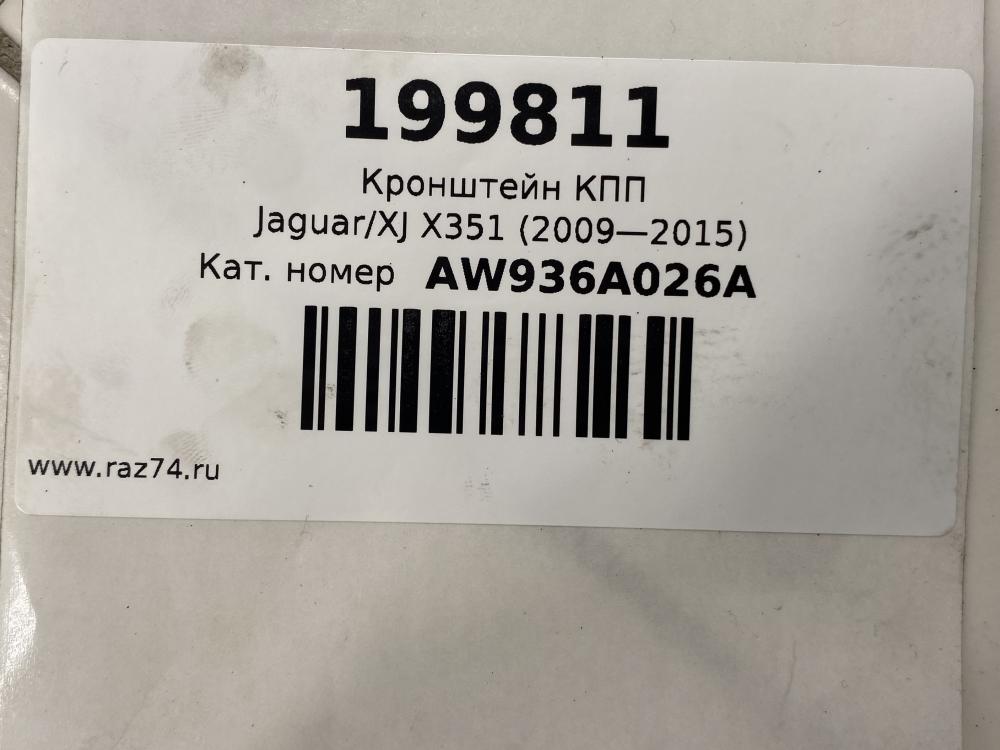 199811
Кронштейн КПП
Jaguar/XJ X351 (2009—2015)
Кат. номер AW936A026A
www.raz74.ru